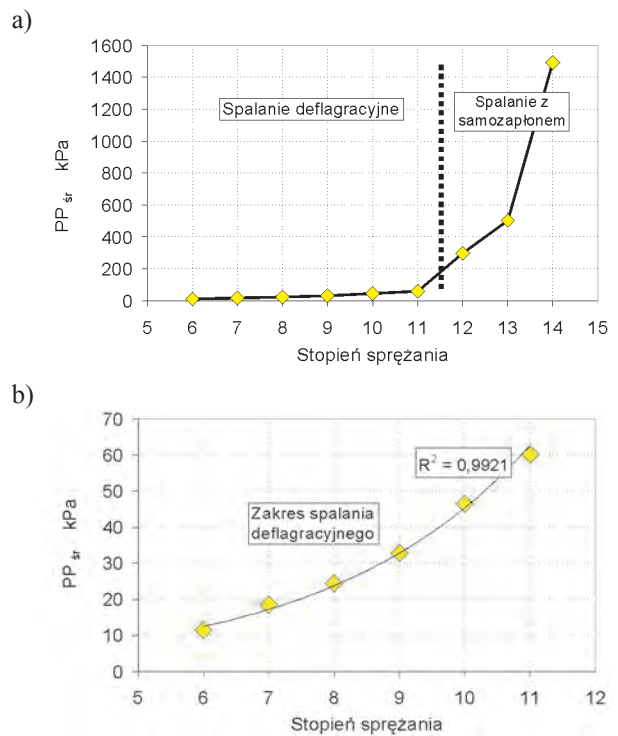 a)
1600
1400
1200
1000
800
600
400
200
0
PP śr kPa
Spalanie deflagracyjne
Spalanie z
samozapłonem
5 6 7 8 9 10 11 12 13 14 15
Stopień sprężania
b)
70
60
50
40
30
20
10
0
PP śr kPa
R² = 0,9921
Zakres spalania
deflagracyjnego
5 6 7 8 9 10 11 12
Stopień sprężania